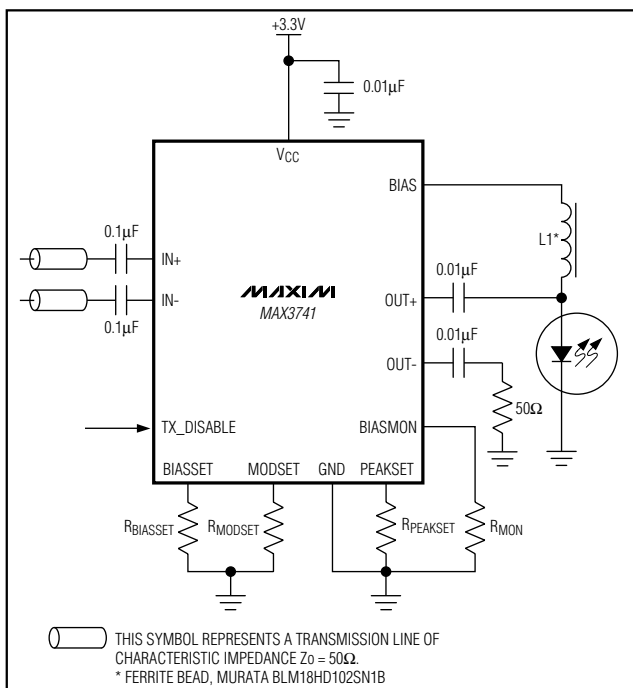 +3.3V
0.01µF
VCC
BIAS
0.1µF
IN+
L1*
0.01µF
MAXIM
MAX3741
OUT+
IN-
0.1µF
0.01µF
OUT-
50Ω
TX_DISABLE
BIASMON
BIASSET MODSET GND PEAKSET
RBIASSET RMODSET RPEAKSET RMON
THIS SYMBOL REPRESENTS A TRANSMISSION LINE OF
CHARACTERISTIC IMPEDANCE Zo = 50Ω.
* FERRITE BEAD, MURATA BLM18HD102SN1B